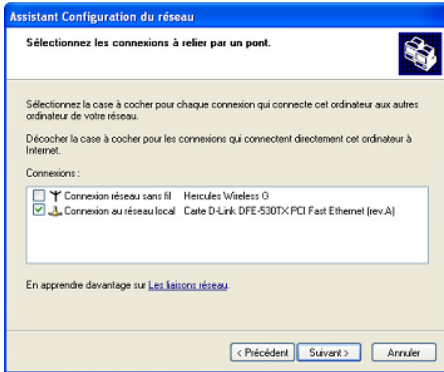 Assistant Configuration du réseau
Sélectionnez les connexions à relier par un pont.
Sélectionnez la case à cocher pour chaque connexion qui connecte cet ordinateur aux autres
ordinateur de votre réseau.
Décocher la case à cocher pour les connexions qui connectent directement cet ordinateur à
Internet.
Connexions :
Connexion réseau sans fil Hercules Wireless G
Connexion au réseau local Carte D-Link DFE-530TX PCI Fast Ethernet (rev.A)
En apprendre davantage sur Les liaisons réseau.
< Précédent Suivant > Annuler